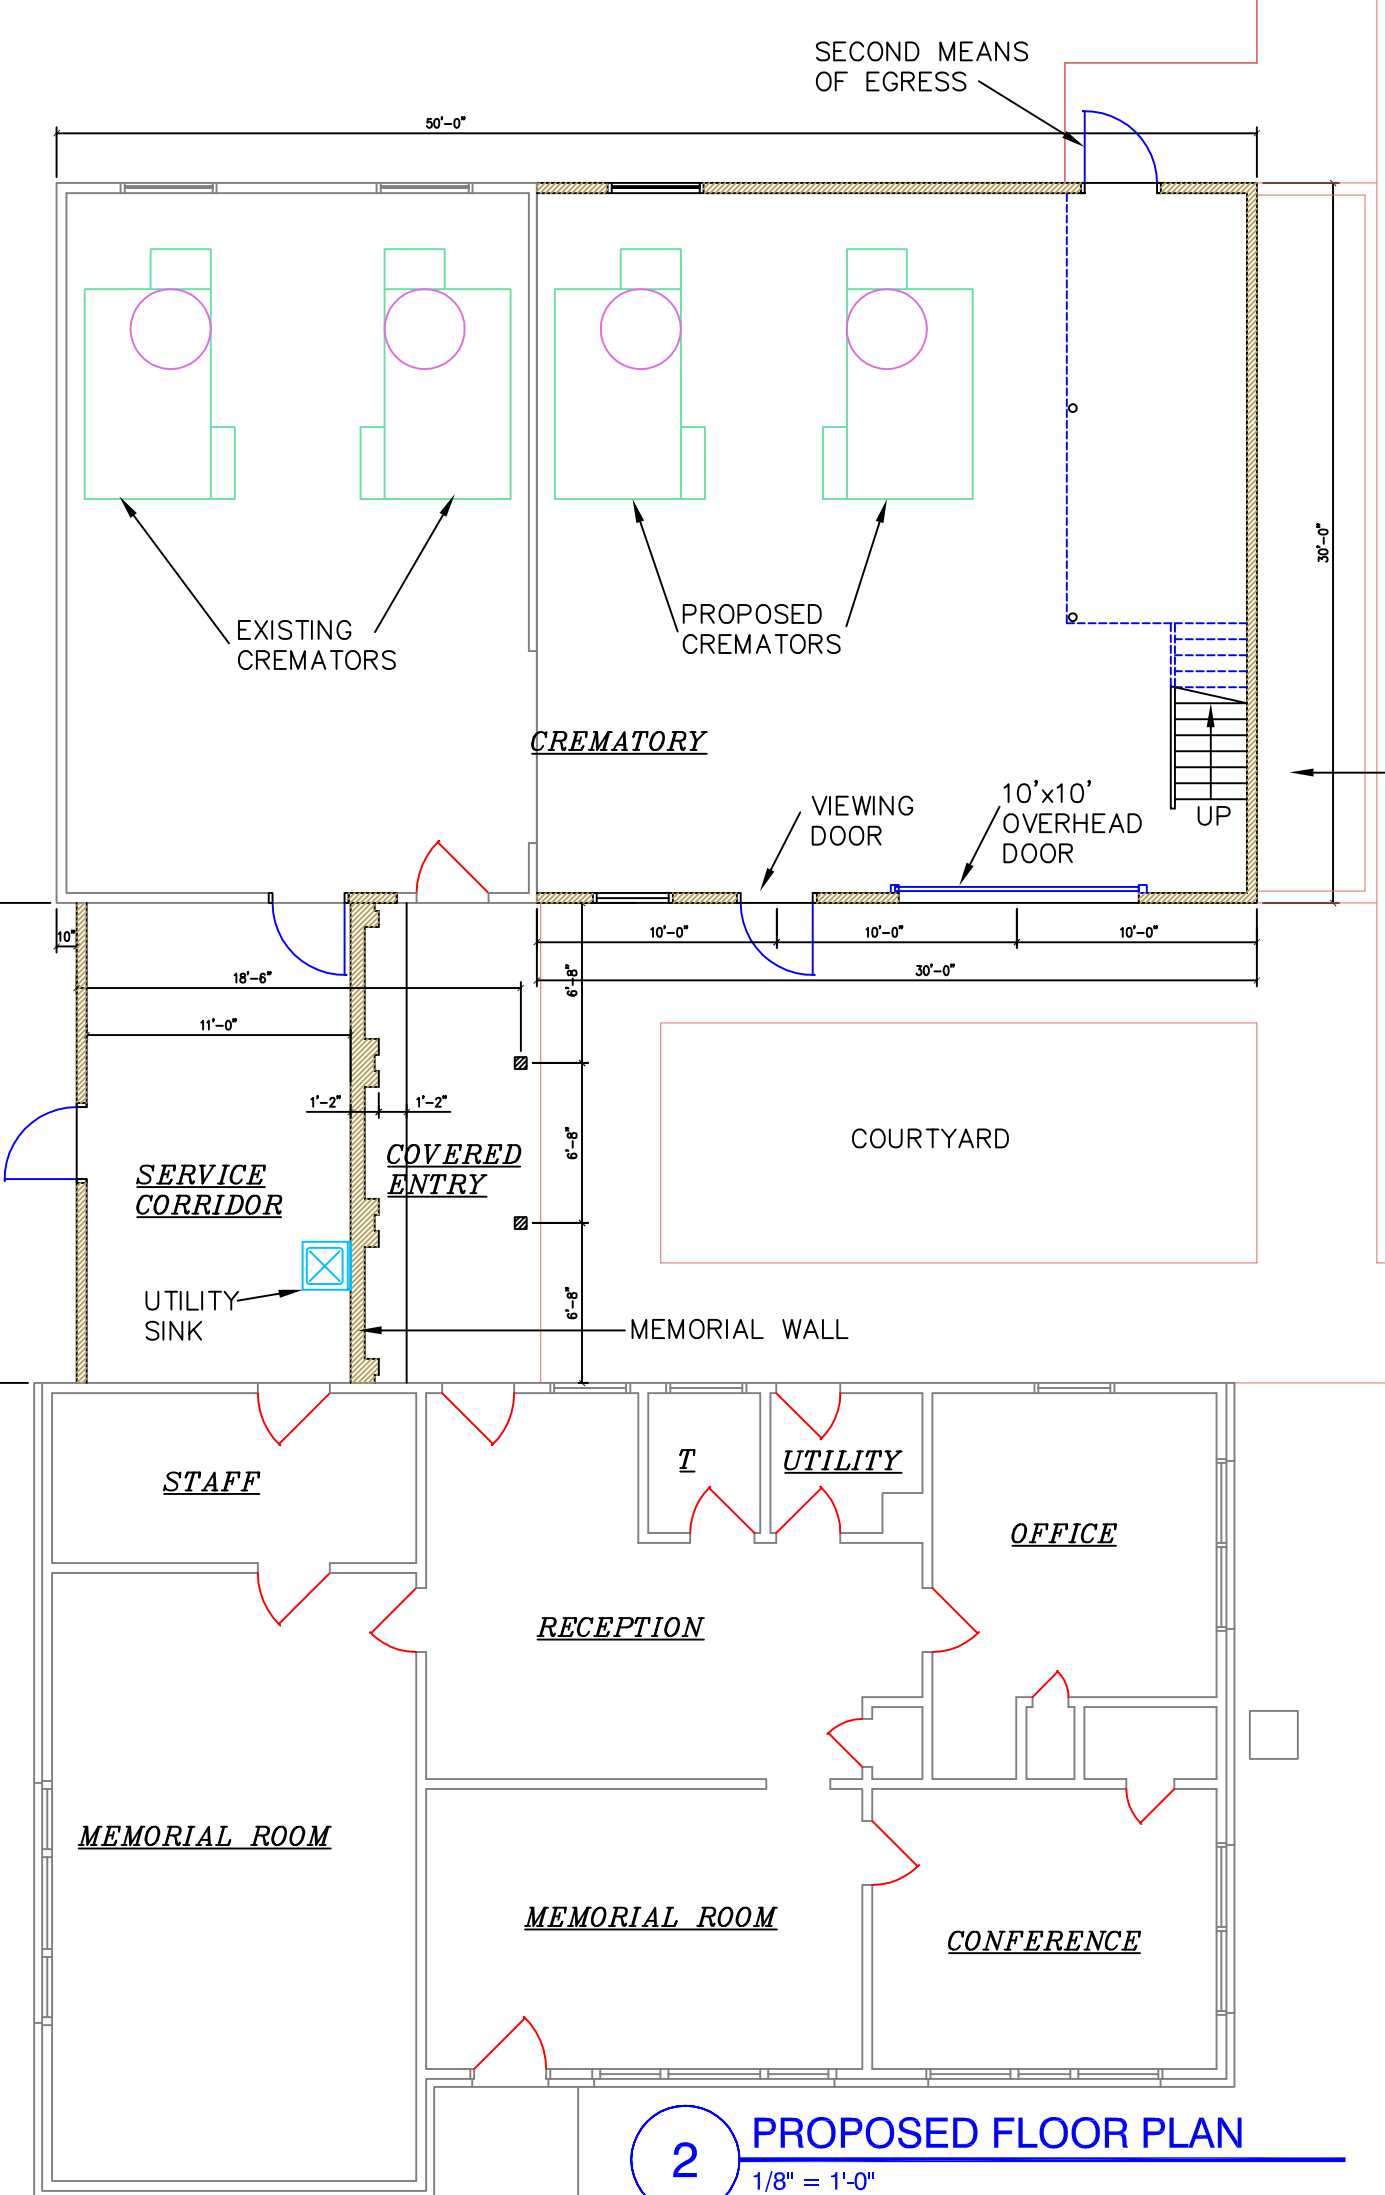 SECOND MEANS
OF EGRESS
50'-0"
30'-0"
EXISTING
CREMATORS
PROPOSED
CREMATORS
CREMATORY
VIEWING
DOOR
10'x10'
OVERHEAD
DOOR
UP
10"
10'-0"
10'-0"
10'-0"
30'-0"
18'-6"
6'-8"
11'-0"
1'-2"
1'-2"
COVERED
ENTRY
6'-8"
COURTYARD
SERVICE
CORRIDOR
UTILITY
SINK
6'-8"
MEMORIAL WALL
STAFF
T
UTILITY
OFFICE
RECEPTION
MEMORIAL ROOM
MEMORIAL ROOM
CONFERENCE
2
PROPOSED FLOOR PLAN
1/8" = 1'-0"